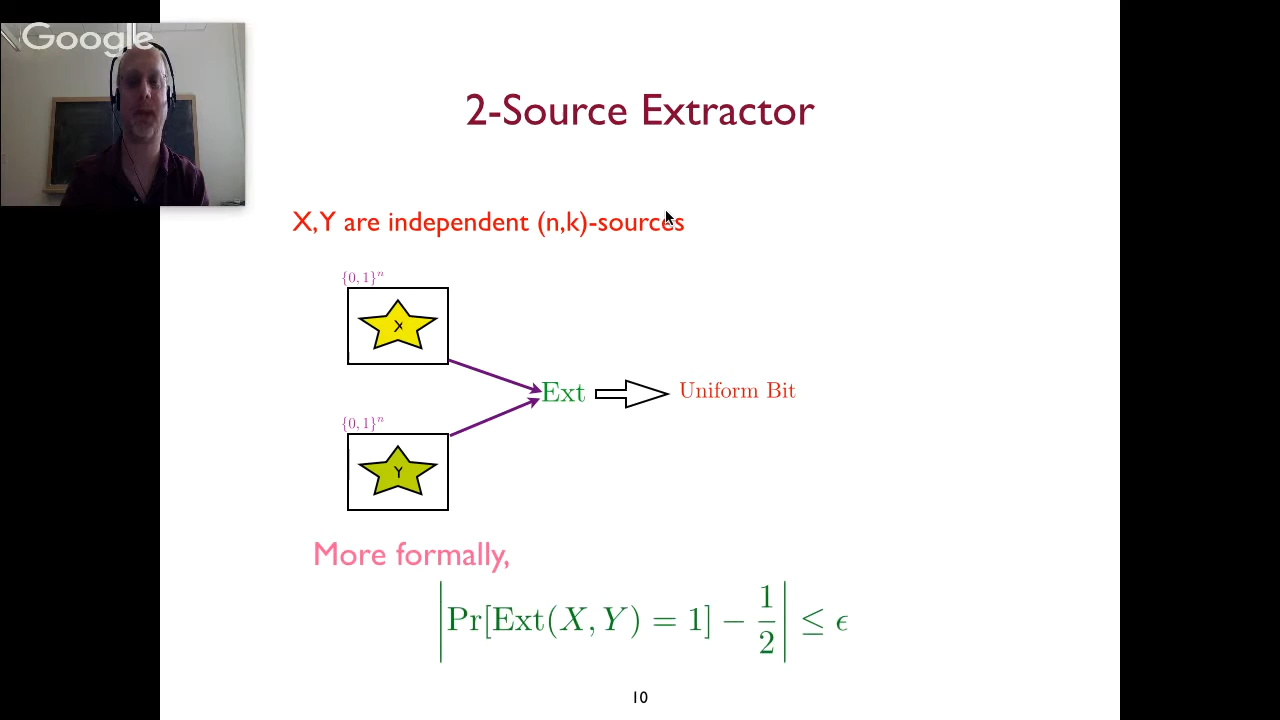 Google
2-Source Extractor
X,Y are independent (n,k)-sources
{0,1}ⁿ
X
Ext
Uniform Bit
{0,1}ⁿ
Y
More formally,
|Pr[Ext(X, Y) = 1] − 1/2| ≤ ϵ
10